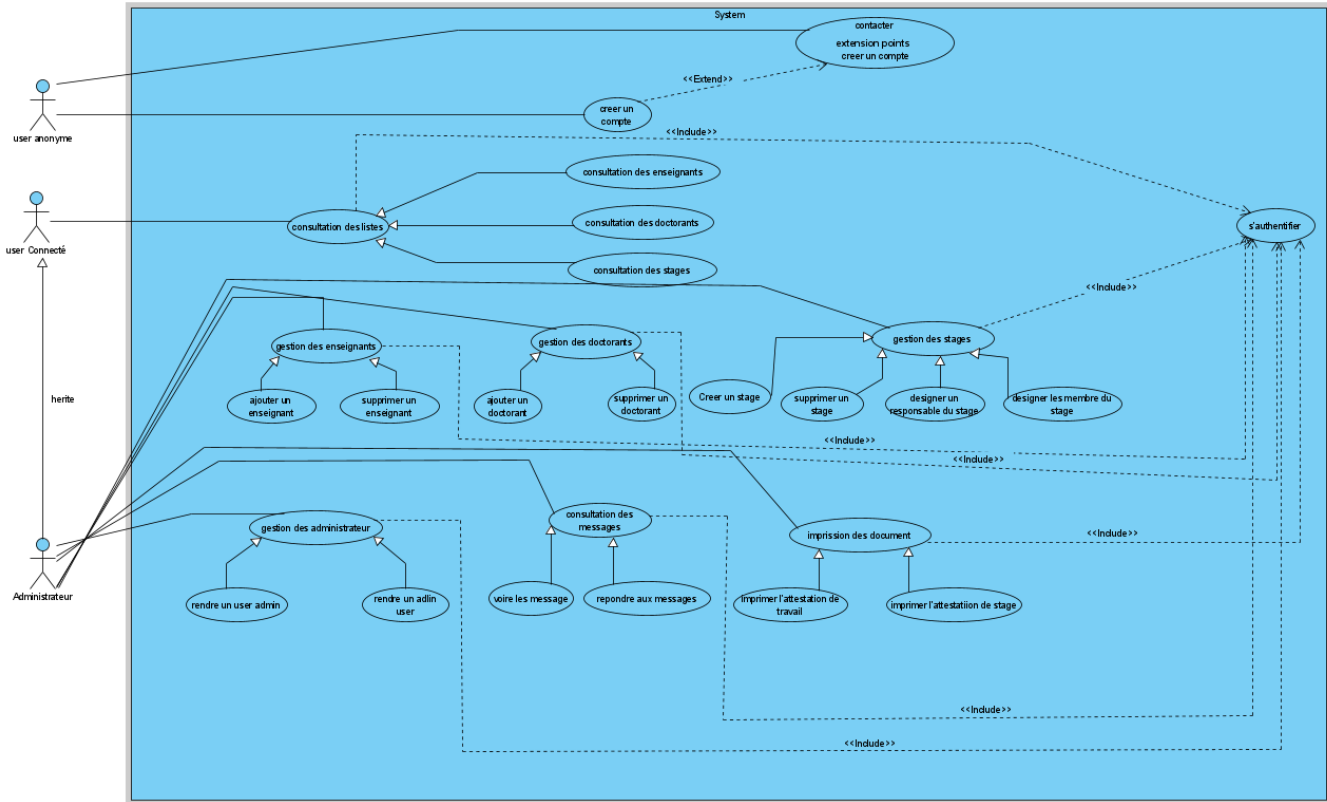 System
contacter
extension points
creer un compte
<<Extend>>
creer un
compte
user anonyme
<<Include>>
consultation des enseignants
consultation des listes
consultation des doctorants
s'authentifier
user Connecté
consultation des stages
<<Include>>
gestion des enseignants
gestion des doctorants
gestion des stages
herite
ajouter un
enseignant
supprimer un
enseignant
ajouter un
doctorant
supprimer un
doctorant
Creer un stage
supprimer un
stage
designer un
responsable du stage
designer les membre du
stage
<<Include>>
<<Include>>
gestion des administrateur
consultation des
messages
imprission des document
<<Include>>
Administrateur
rendre un user admin
rendre un adlin
user
voire les message
repondre aux messages
imprimer l'attestation de
travail
imprimer l'attestatiion de stage
<<Include>>
<<Include>>